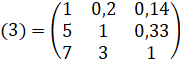 (3) = ( 1 0,2 0,14
5 1 0,33
7 3 1 )